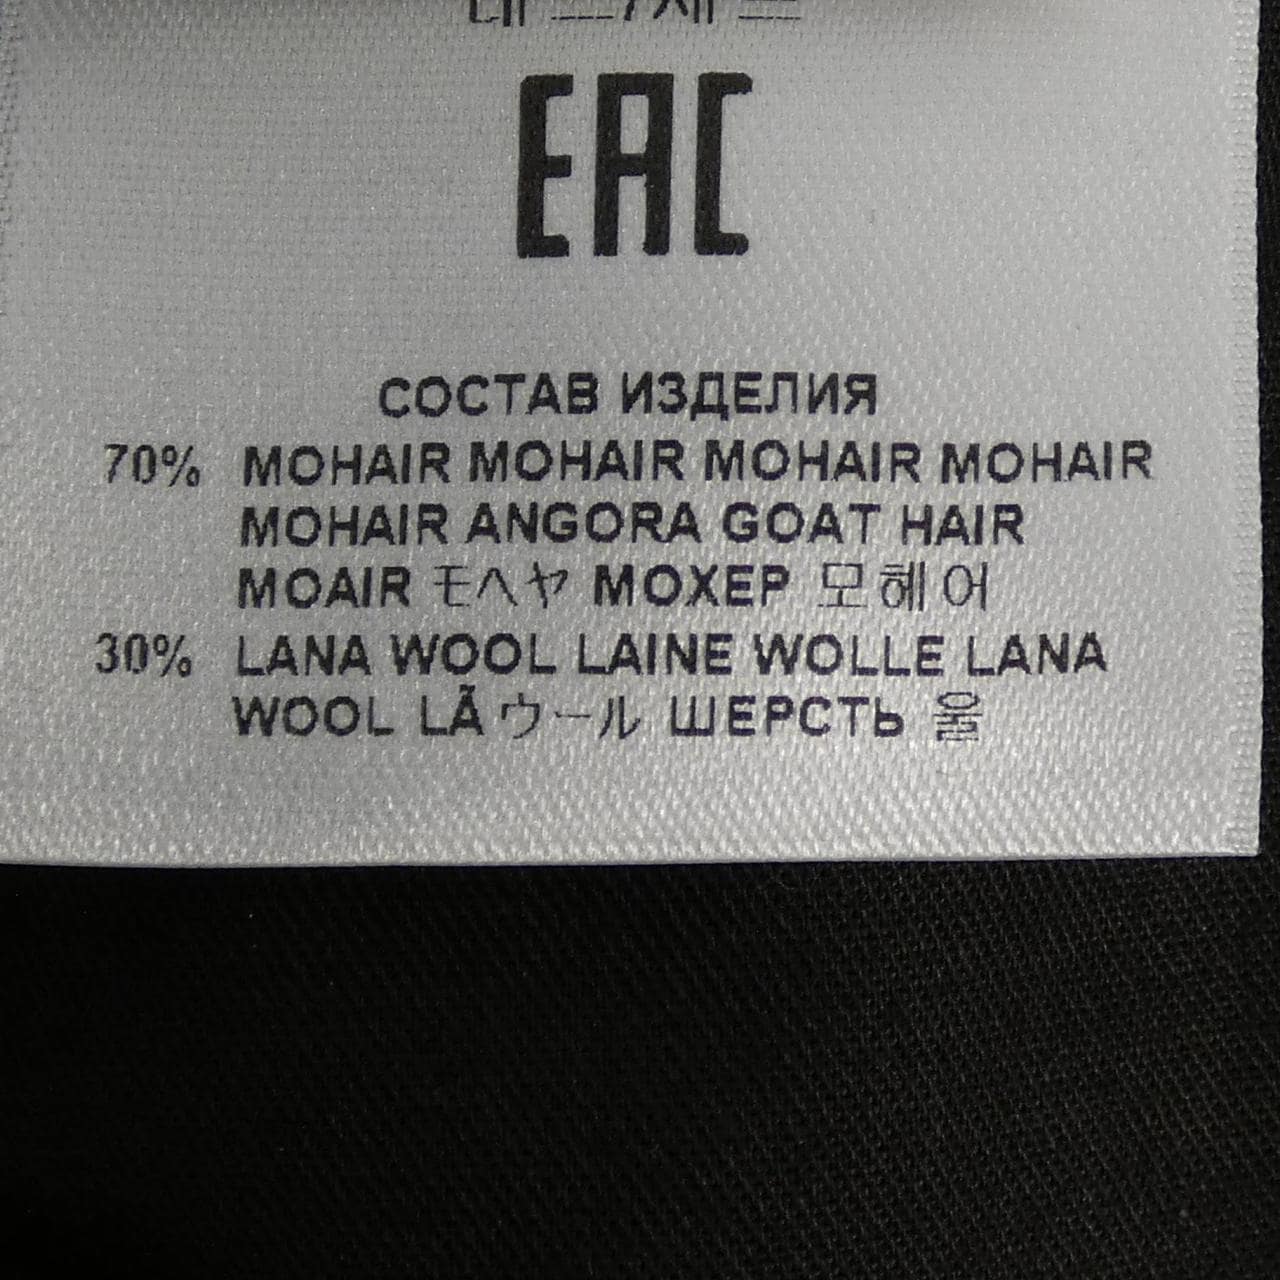 EAC
СОСТАВ ИЗДЕЛИЯ
70% MOHAIR MOHAIR MOHAIR MOHAIR
MOHAIR ANGORA GOAT HAIR
MOAIR モヘヤ МОХЕР 모헤어
30% LANA WOOL LAINE WOLLE LANA
WOOL LÃ ウール ШЕРСТЬ 울